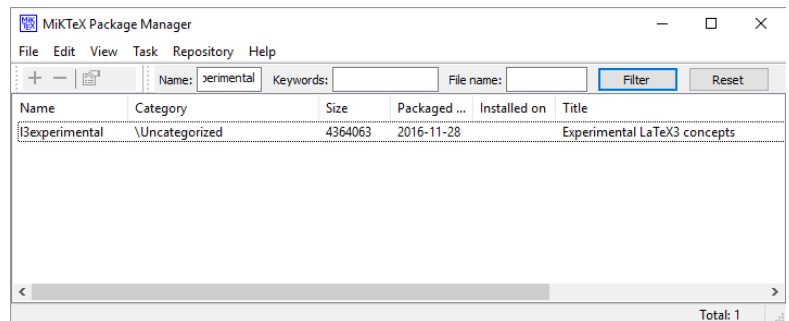 MiKTeX Package Manager
File Edit View Task Repository Help
Name: perimental Keywords: File name: Filter Reset
Name Category Size Packaged ... Installed on Title
l3experimental \Uncategorized 4364063 2016-11-28 Experimental LaTeX3 concepts
Total: 1